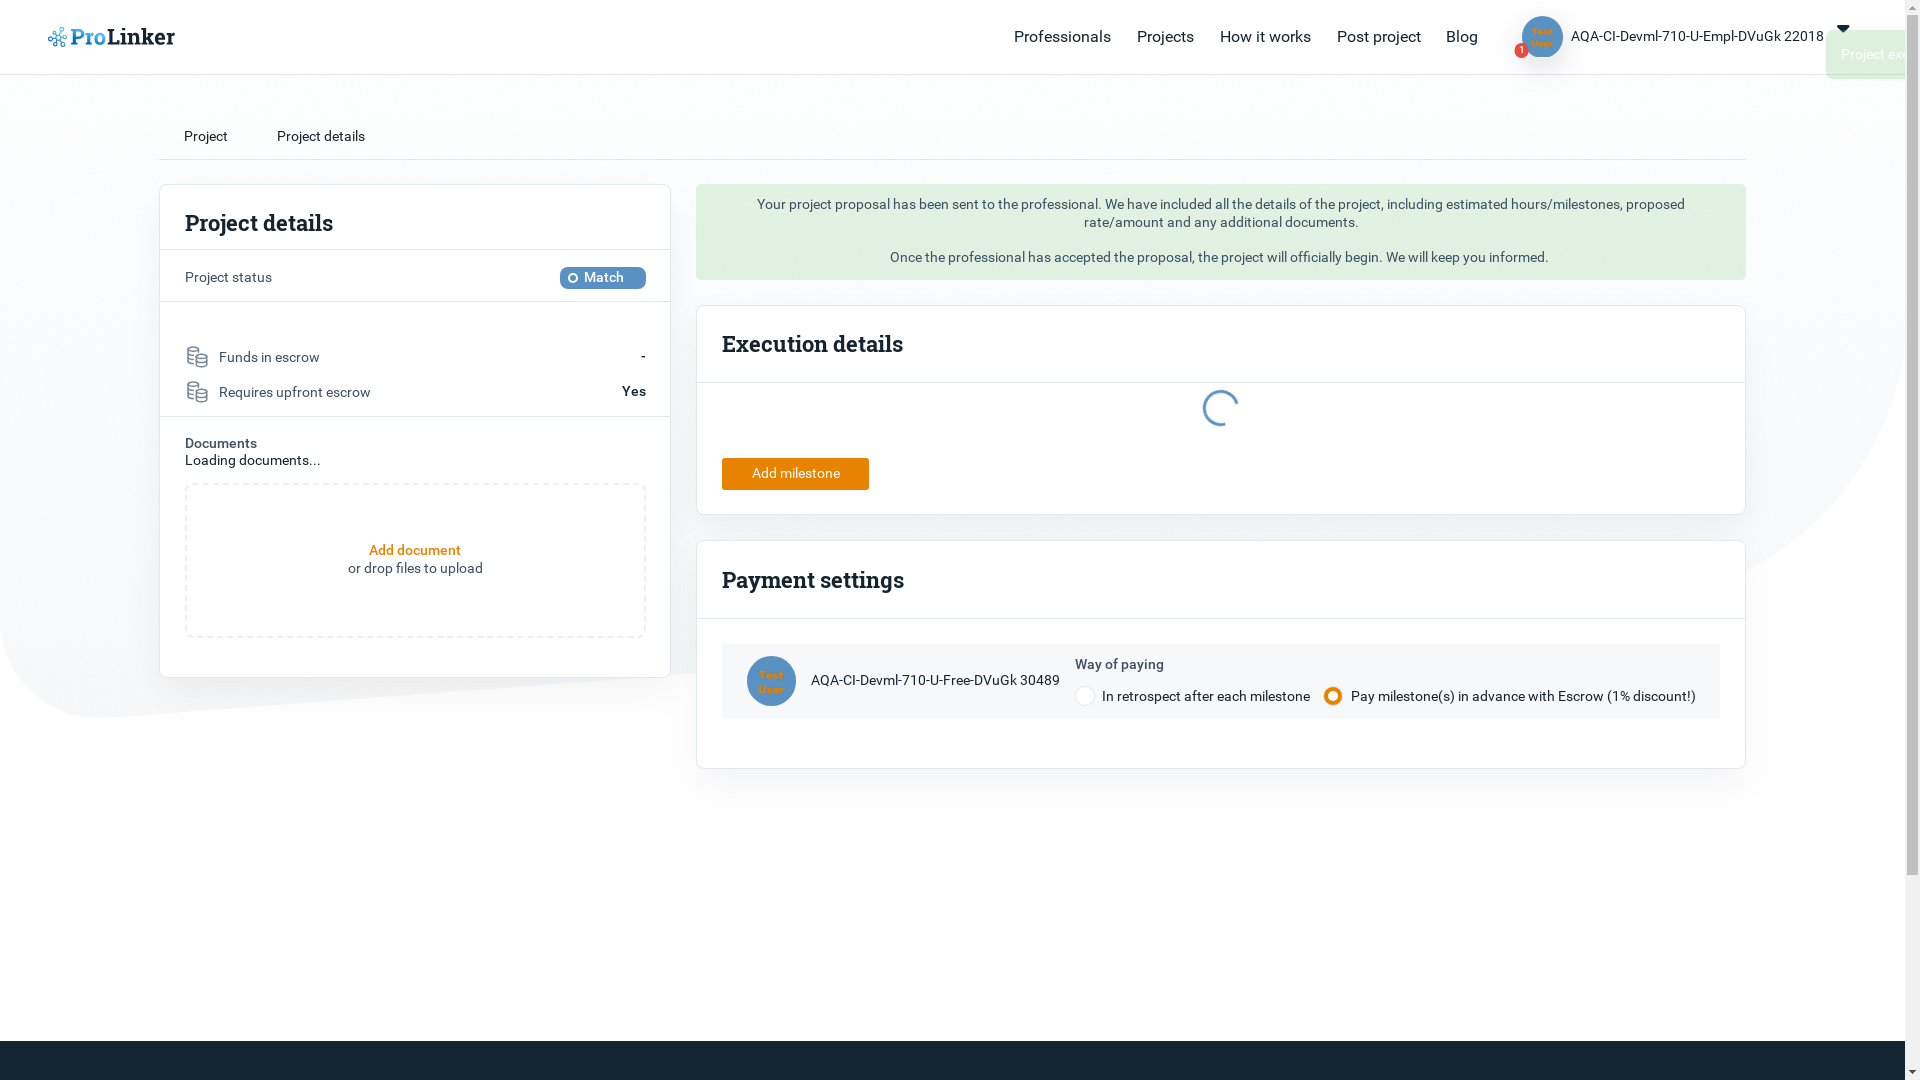 ProLinker
Professionals
Projects
How it works
Post project
Blog
Test
User
1
AQA-CI-Devml-710-U-Empl-DVuGk 22018
Project
Project details
Project details
Project status
Match
Funds in escrow
-
Requires upfront escrow
Yes
Documents
Loading documents...
Add document
or drop files to upload
Your project proposal has been sent to the professional. We have included all the details of the project, including estimated hours/milestones, proposed
rate/amount and any additional documents.
Once the professional has accepted the proposal, the project will officially begin. We will keep you informed.
Execution details
Add milestone
Payment settings
Test
User
AQA-CI-Devml-710-U-Free-DVuGk 30489
Way of paying
In retrospect after each milestone
Pay milestone(s) in advance with Escrow (1% discount!)